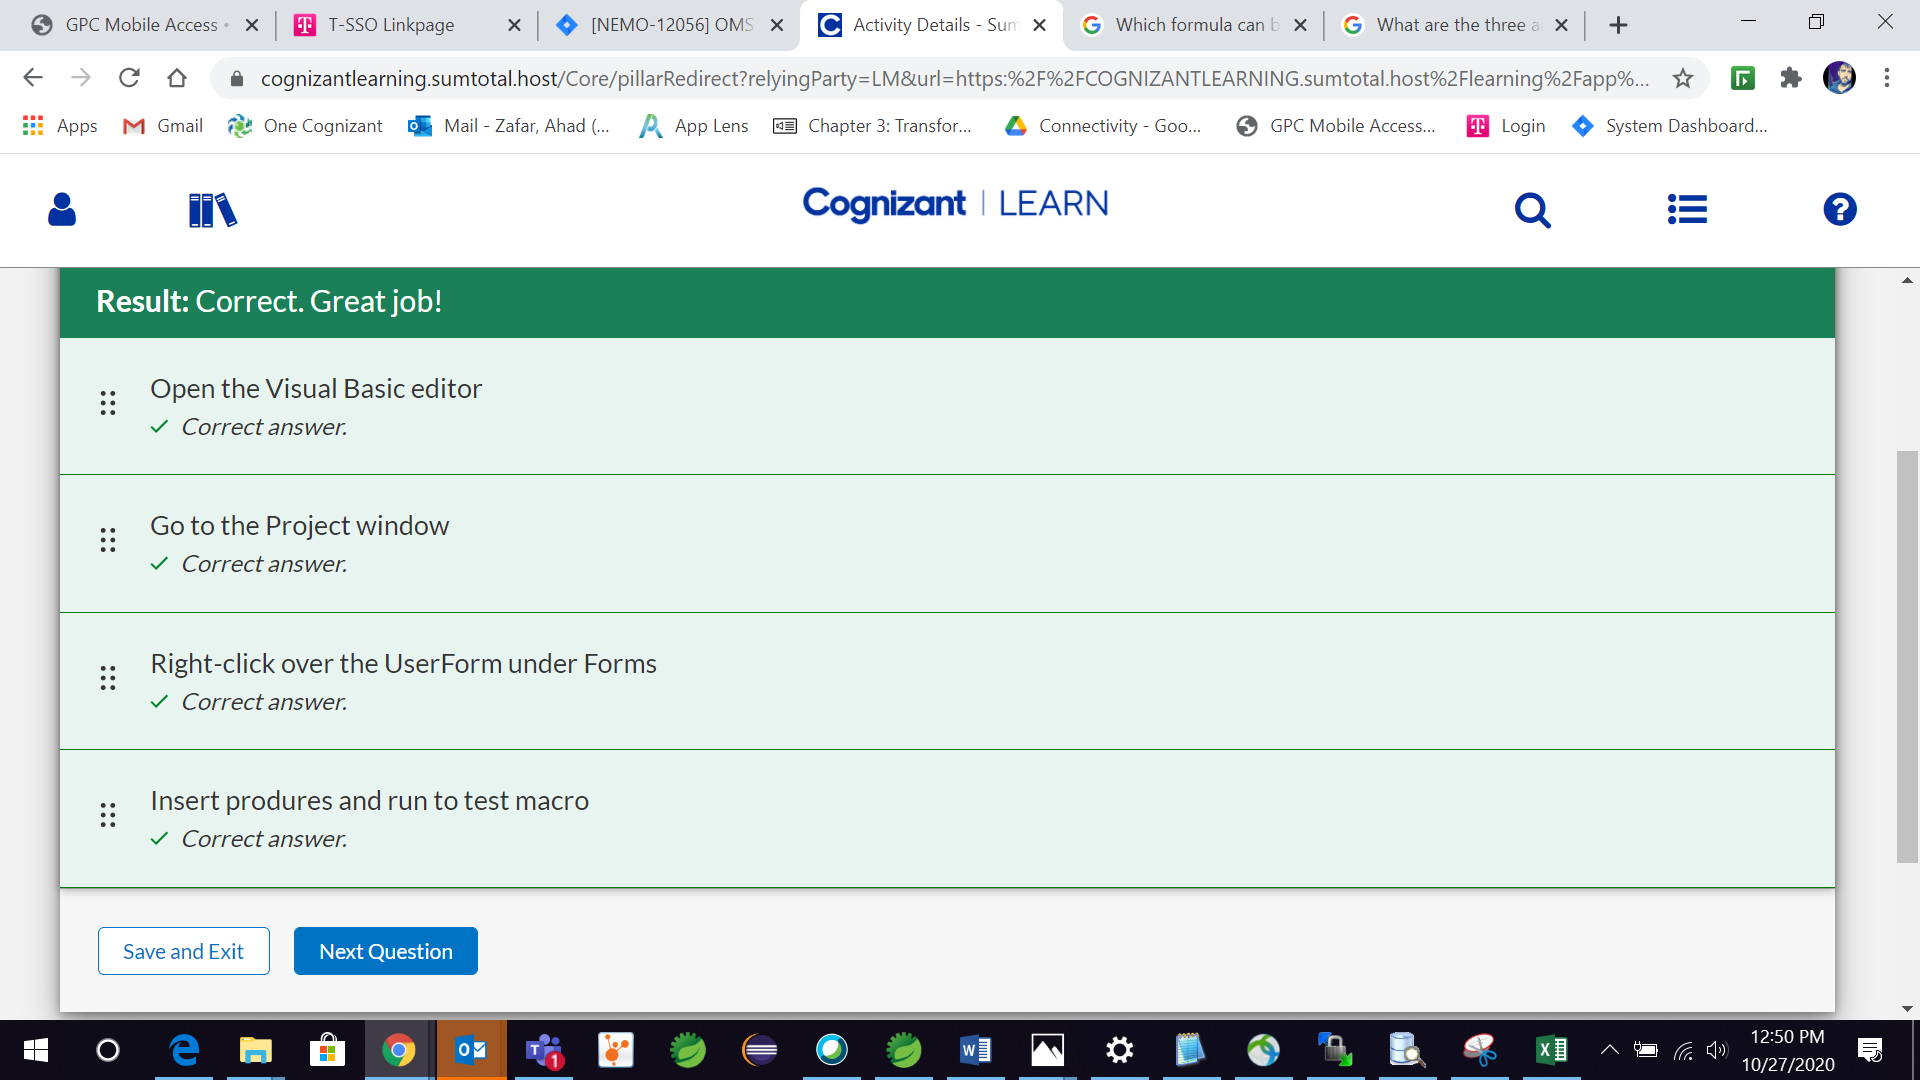 GPC Mobile Access
T-SSO Linkpage
[NEMO-12056] OMS
Activity Details - Sum
Which formula can b
What are the three a
cognizantlearning.sumtotal.host/Core/pillarRedirect?relyingParty=LM&url=https:%2F%2FCOGNIZANTLEARNING.sumtotal.host%2Flearning%2Fapp%...
Apps
Gmail
One Cognizant
Mail - Zafar, Ahad (...
App Lens
Chapter 3: Transfor...
Connectivity - Goo...
GPC Mobile Access...
Login
System Dashboard...
Cognizant | LEARN
Result: Correct. Great job!
Open the Visual Basic editor
Correct answer.
Go to the Project window
Correct answer.
Right-click over the UserForm under Forms
Correct answer.
Insert produres and run to test macro
Correct answer.
Save and Exit
Next Question
1
12:50 PM
10/27/2020